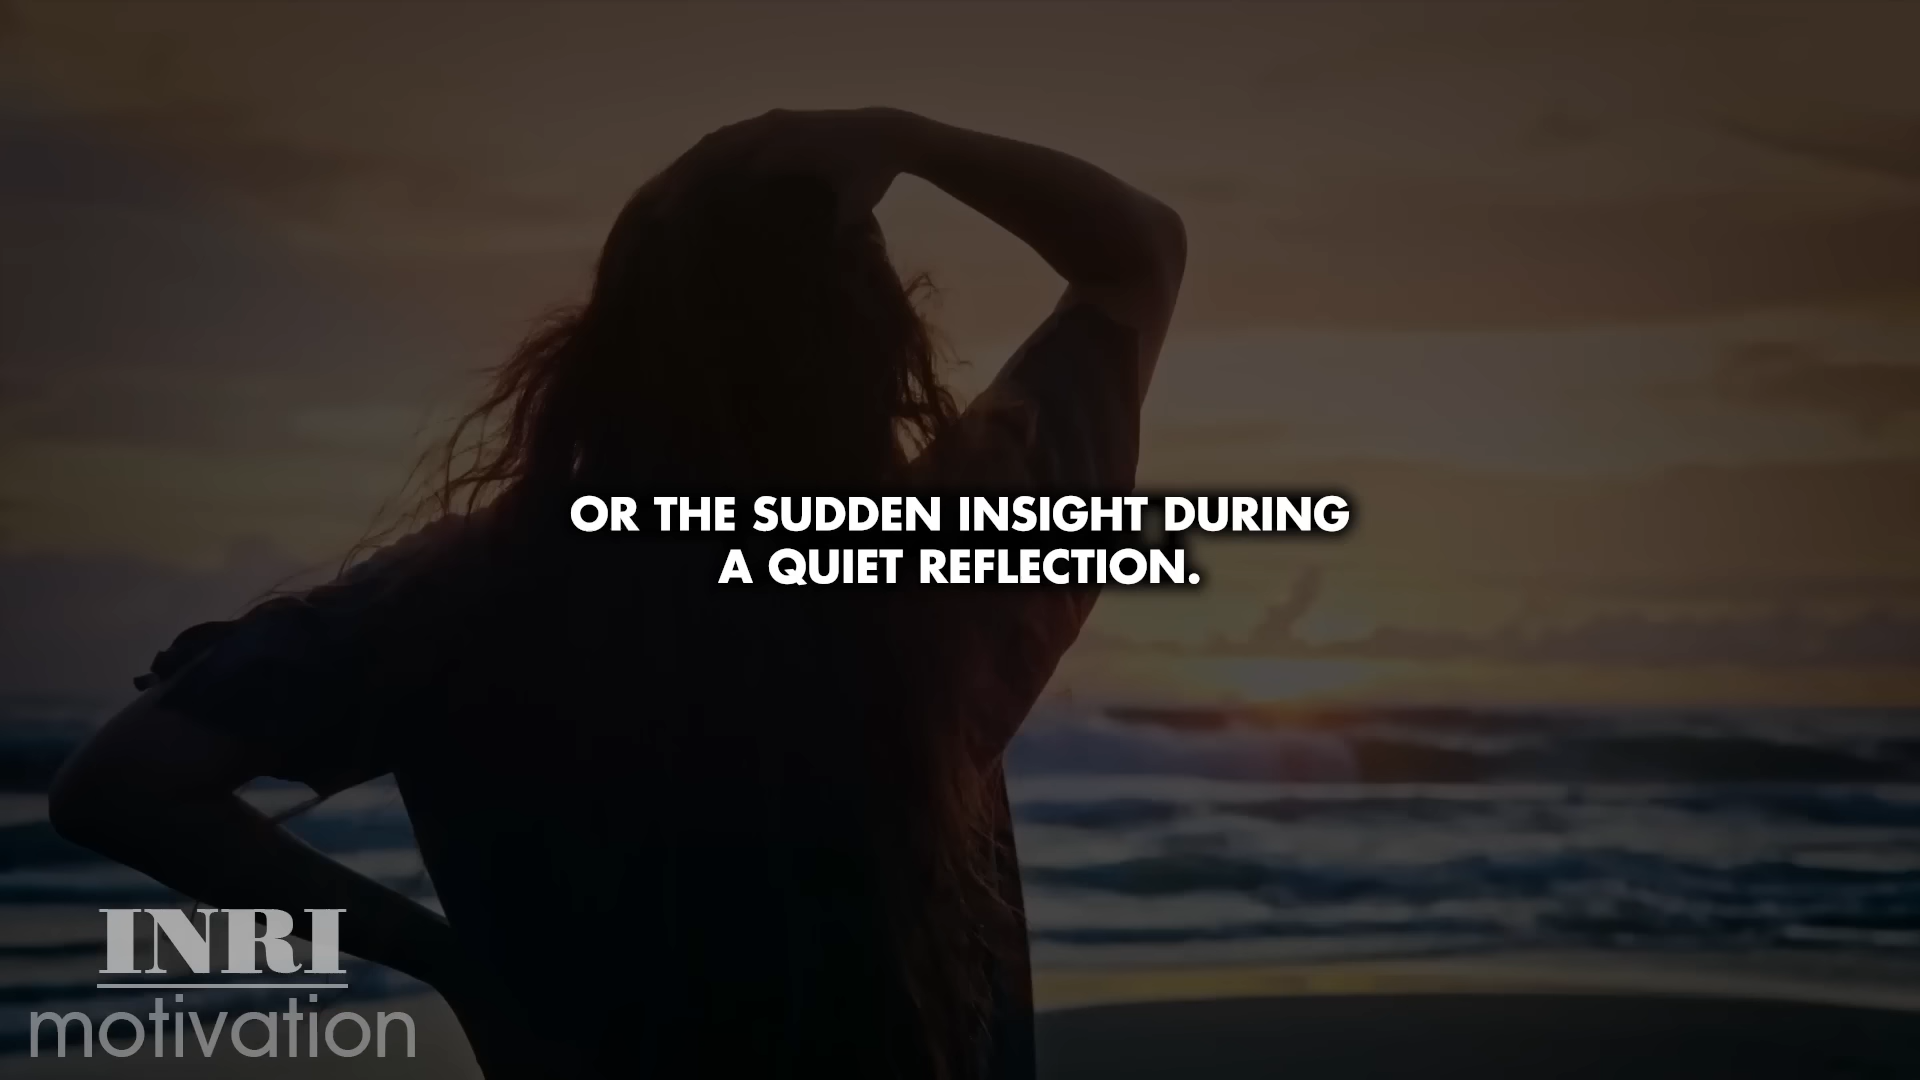 OR THE SUDDEN INSIGHT DURING
A QUIET REFLECTION.
INRI
motivation